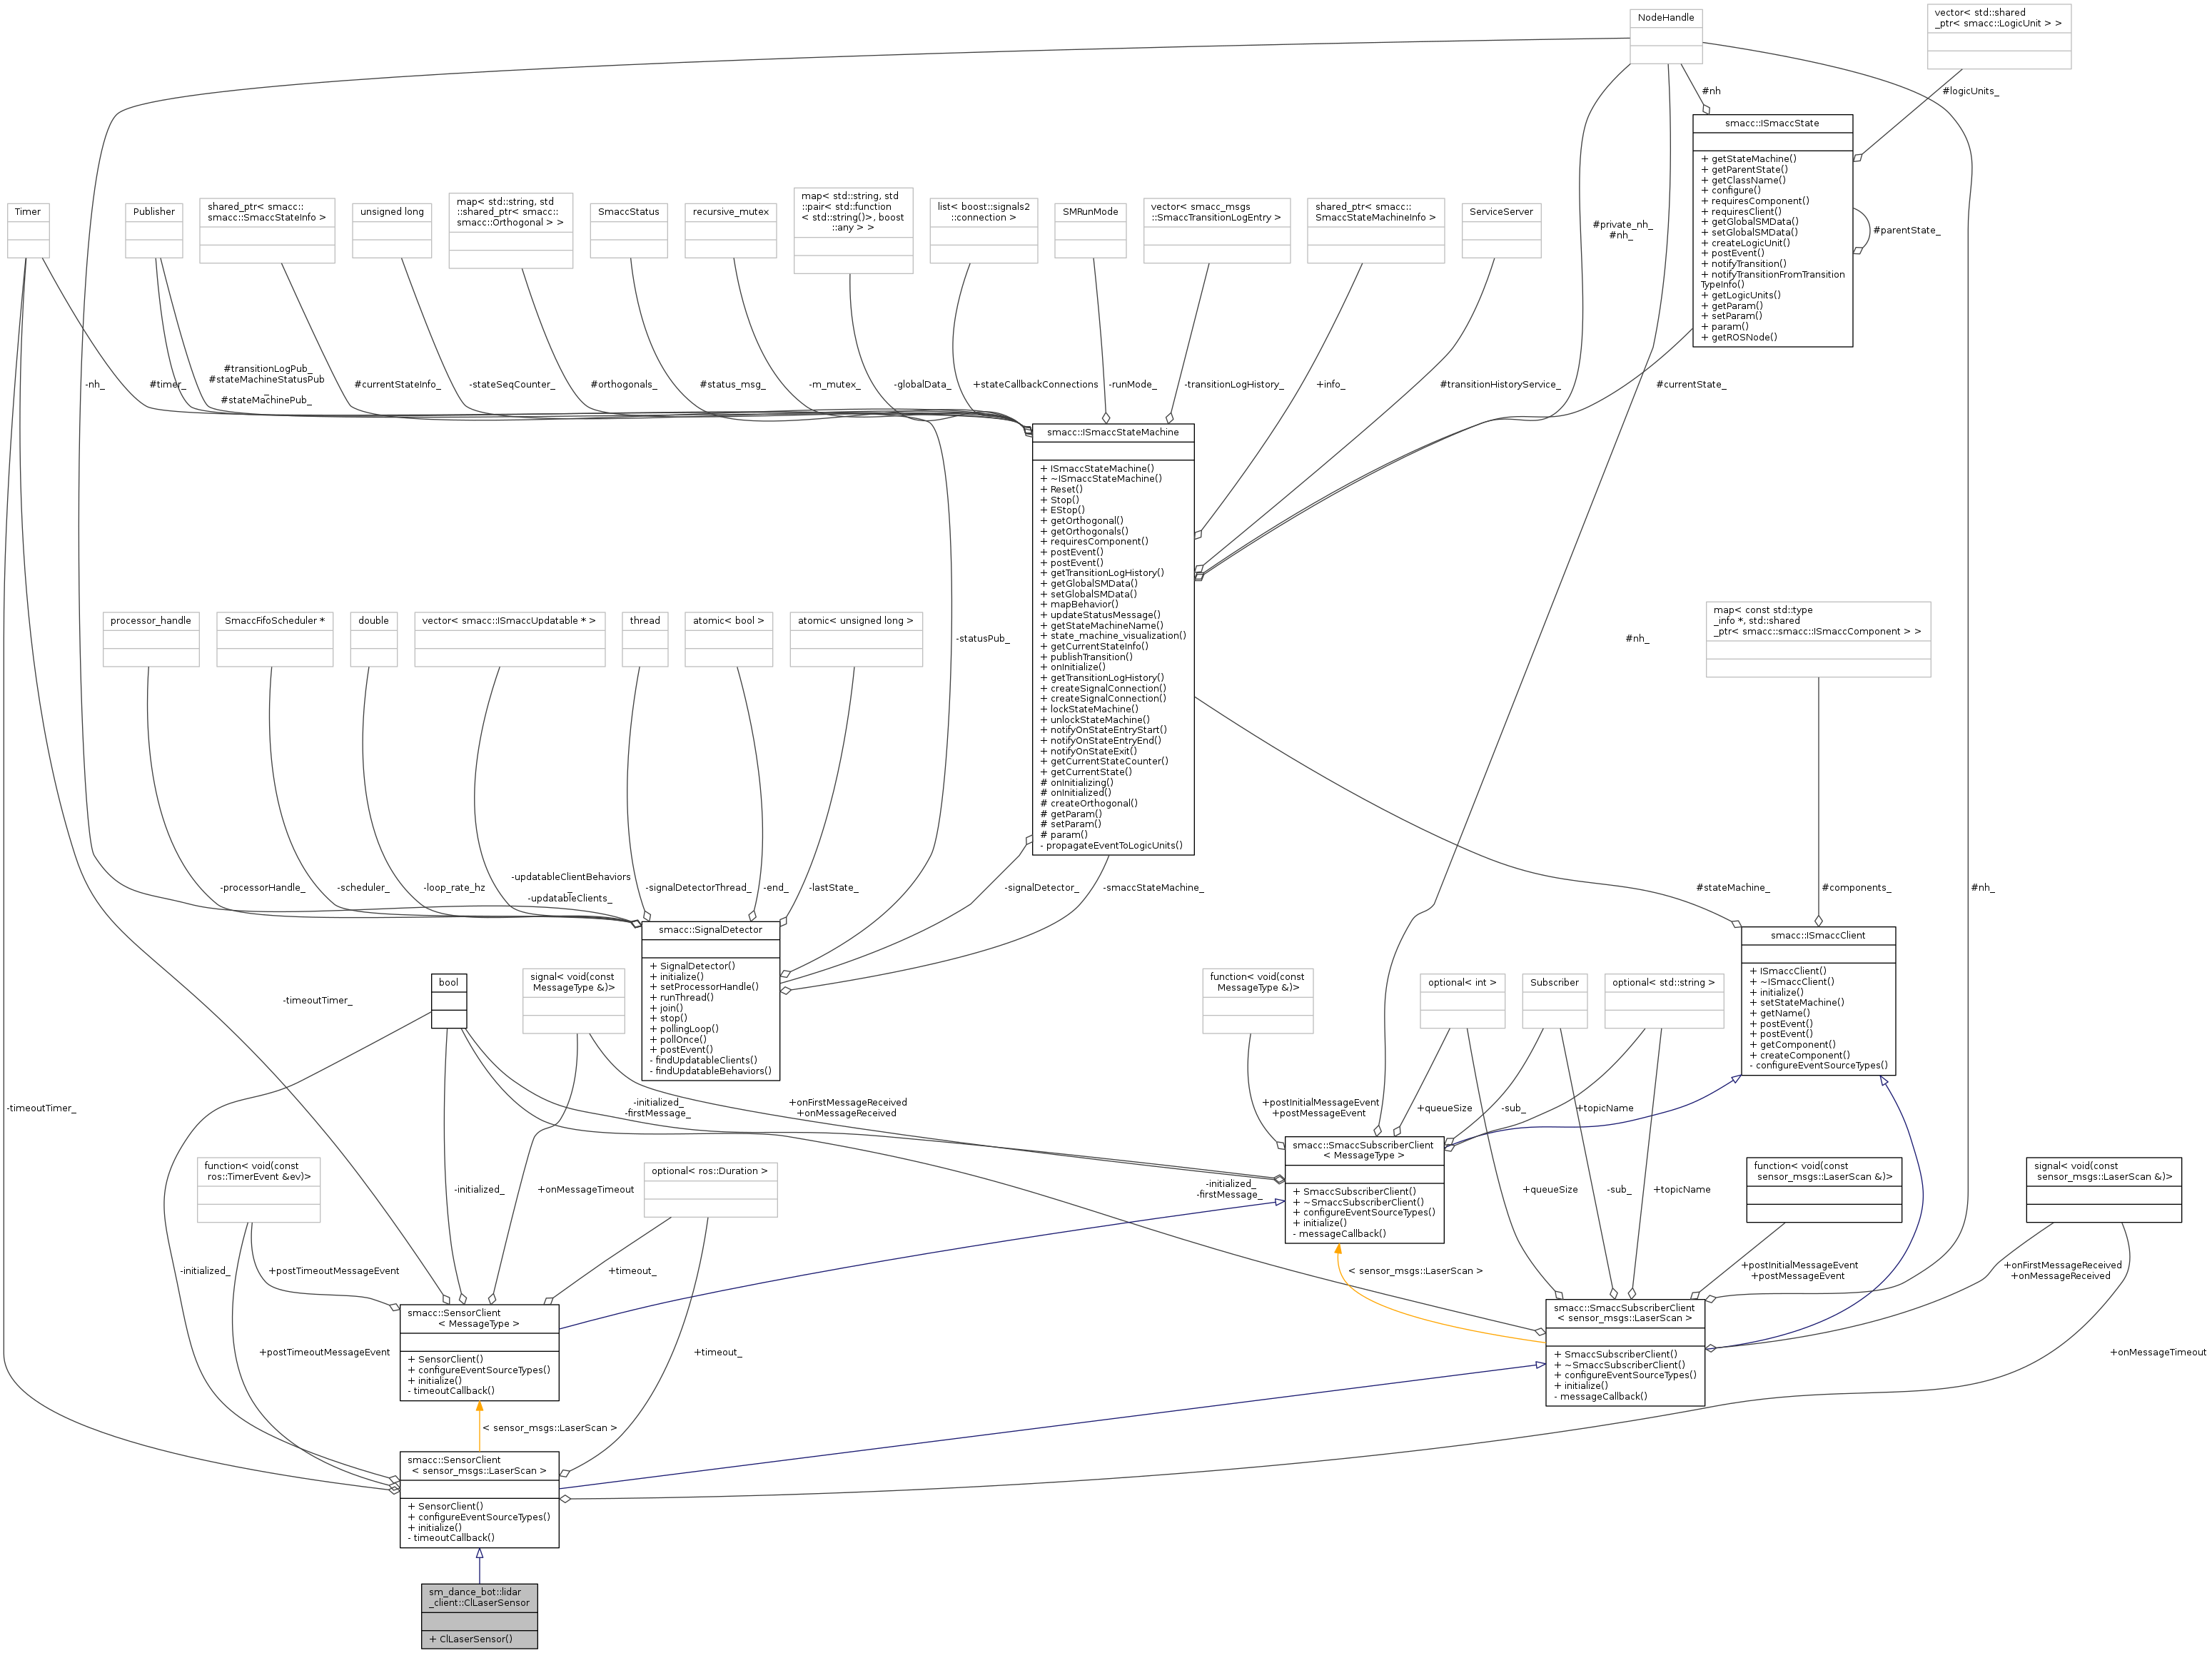 NodeHandle
vector< std::shared
_ptr< smacc::LogicUnit > >
#nh
#logicUnits_
smacc::ISmaccState
+ getStateMachine()
+ getParentState()
+ getClassName()
+ configure()
+ requiresComponent()
+ requiresClient()
+ getGlobalSMData()
+ setGlobalSMData()
+ createLogicUnit()
+ postEvent()
+ notifyTransition()
+ notifyTransitionFromTransition
TypeInfo()
+ getLogicUnits()
+ getParam()
+ setParam()
+ param()
+ getROSNode()
#parentState_
#private_nh_
#nh_
Timer
Publisher
shared_ptr< smacc::
smacc::SmaccStateInfo >
unsigned long
map< std::string, std
::shared_ptr< smacc::
smacc::Orthogonal > >
SmaccStatus
recursive_mutex
map< std::string, std
::pair< std::function
< std::string()>, boost
::any > >
list< boost::signals2
::connection >
SMRunMode
vector< smacc_msgs
::SmaccTransitionLogEntry >
shared_ptr< smacc::
SmaccStateMachineInfo >
ServiceServer
-nh_
#timer_
#transitionLogPub_
#stateMachineStatusPub
_
#stateMachinePub_
#currentStateInfo_
-stateSeqCounter_
#orthogonals_
#status_msg_
-m_mutex_
-globalData_
+stateCallbackConnections
-runMode_
-transitionLogHistory_
+info_
#transitionHistoryService_
#currentState_
smacc::ISmaccStateMachine
+ ISmaccStateMachine()
+ ~ISmaccStateMachine()
+ Reset()
+ Stop()
+ EStop()
+ getOrthogonal()
+ getOrthogonals()
+ requiresComponent()
+ postEvent()
+ postEvent()
+ getTransitionLogHistory()
+ getGlobalSMData()
+ setGlobalSMData()
+ mapBehavior()
+ updateStatusMessage()
+ getStateMachineName()
+ state_machine_visualization()
+ getCurrentStateInfo()
+ publishTransition()
+ onInitialize()
+ getTransitionLogHistory()
+ createSignalConnection()
+ createSignalConnection()
+ lockStateMachine()
+ unlockStateMachine()
+ notifyOnStateEntryStart()
+ notifyOnStateEntryEnd()
+ notifyOnStateExit()
+ getCurrentStateCounter()
+ getCurrentState()
# onInitializing()
# onInitialized()
# createOrthogonal()
# getParam()
# setParam()
# param()
- propagateEventToLogicUnits()
processor_handle
SmaccFifoScheduler *
double
vector< smacc::ISmaccUpdatable * >
thread
atomic< bool >
atomic< unsigned long >
-statusPub_
#nh_
map< const std::type
_info *, std::shared
_ptr< smacc::smacc::ISmaccComponent > >
-processorHandle_
-scheduler_
-loop_rate_hz
-updatableClientBehaviors
_
-updatableClients_
-signalDetectorThread_
-end_
-lastState_
-signalDetector_
-smaccStateMachine_
#stateMachine_
#components_
#nh_
smacc::SignalDetector
+ SignalDetector()
+ initialize()
+ setProcessorHandle()
+ runThread()
+ join()
+ stop()
+ pollingLoop()
+ pollOnce()
+ postEvent()
- findUpdatableClients()
- findUpdatableBehaviors()
smacc::ISmaccClient
+ ISmaccClient()
+ ~ISmaccClient()
+ initialize()
+ setStateMachine()
+ getName()
+ postEvent()
+ postEvent()
+ getComponent()
+ createComponent()
- configureEventSourceTypes()
-timeoutTimer_
bool
signal< void(const
MessageType &)>
function< void(const
MessageType &)>
optional< int >
Subscriber
optional< std::string >
-timeoutTimer_
-initialized_
-firstMessage_
+onFirstMessageReceived
+onMessageReceived
+postInitialMessageEvent
+postMessageEvent
+queueSize
-sub_
+topicName
smacc::SmaccSubscriberClient
< MessageType >
+ SmaccSubscriberClient()
+ ~SmaccSubscriberClient()
+ configureEventSourceTypes()
+ initialize()
- messageCallback()
function< void(const
ros::TimerEvent &ev)>
-initialized_
+onMessageTimeout
optional< ros::Duration >
-initialized_
-firstMessage_
+queueSize
-sub_
+topicName
function< void(const
sensor_msgs::LaserScan &)>
signal< void(const
sensor_msgs::LaserScan &)>
-initialized_
+postTimeoutMessageEvent
+timeout_
< sensor_msgs::LaserScan >
+postInitialMessageEvent
+postMessageEvent
+onFirstMessageReceived
+onMessageReceived
smacc::SensorClient
< MessageType >
+ SensorClient()
+ configureEventSourceTypes()
+ initialize()
- timeoutCallback()
smacc::SmaccSubscriberClient
< sensor_msgs::LaserScan >
+ SmaccSubscriberClient()
+ ~SmaccSubscriberClient()
+ configureEventSourceTypes()
+ initialize()
- messageCallback()
+postTimeoutMessageEvent
+timeout_
+onMessageTimeout
< sensor_msgs::LaserScan >
smacc::SensorClient
< sensor_msgs::LaserScan >
+ SensorClient()
+ configureEventSourceTypes()
+ initialize()
- timeoutCallback()
sm_dance_bot::lidar
_client::ClLaserSensor
+ ClLaserSensor()